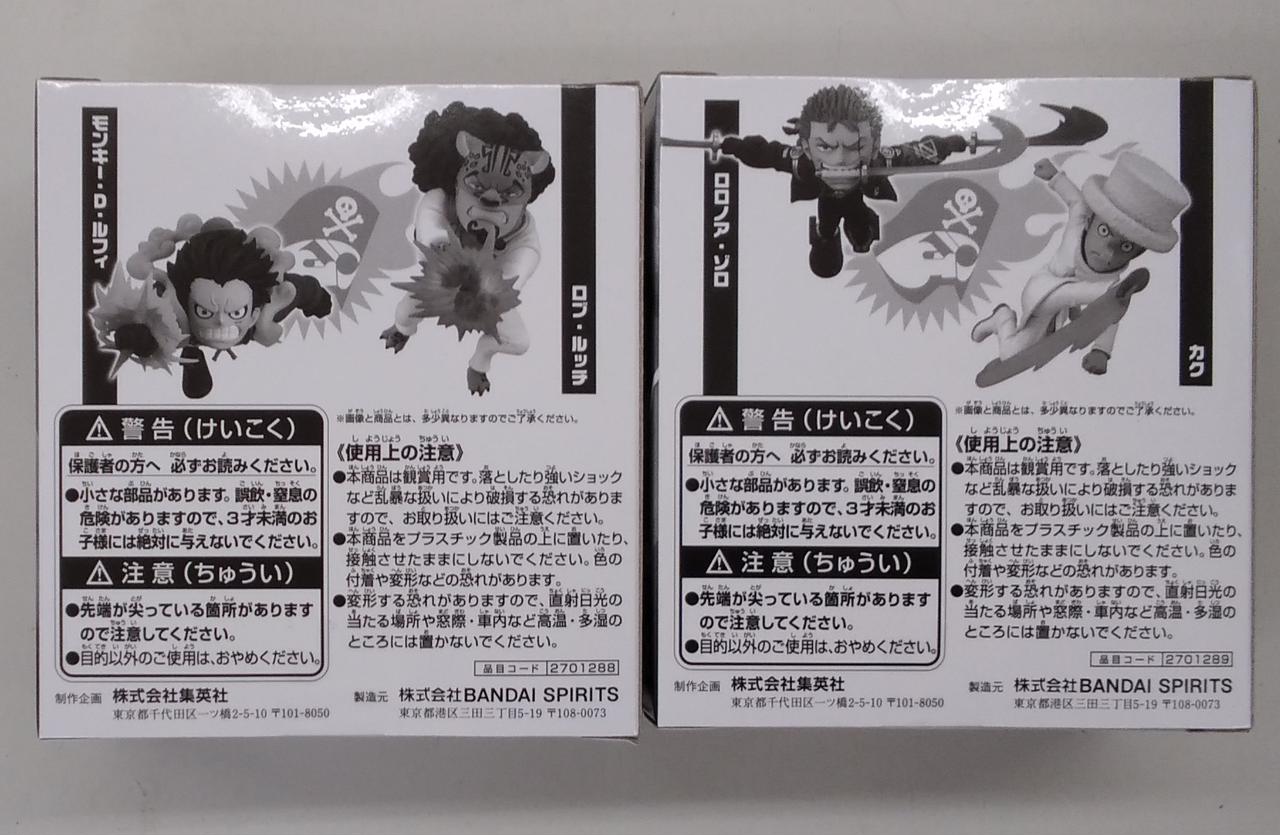 モンキー・D・ルフィ
ロブ・ルッチ
※画像と商品とは、多少異なりますのでご了承ください。
警告(けいこく)
保護者の方へ 必ずお読みください。
●小さな部品があります。誤飲・窒息の
危険がありますので、3才未満のお
子様には絶対に与えないでください。
注意(ちゅうい)
●先端が尖っている箇所があります
ので注意してください。
●目的以外のご使用は、おやめください。
《使用上の注意》
●本商品は観賞用です。落としたり強いショック
など乱暴な扱いにより破損する恐れがありま
すので、お取り扱いにはご注意ください。
●本商品をプラスチック製品の上に置いたり、
接触させたままにしないでください。色の
付着や変形などの恐れがあります。
●変形する恐れがありますので、直射日光の
当たる場所や窓際・車内など高温・多湿の
ところには置かないでください。
品目コード 2701288
制作企画 株式会社集英社
東京都千代田区一ツ橋2-5-10 〒101-8050
製造元 株式会社BANDAI SPIRITS
東京都港区三田三丁目5-19 〒108-0073
ロロノア・ゾロ
カク
※画像と商品とは、多少異なりますのでご了承ください。
警告(けいこく)
保護者の方へ 必ずお読みください。
●小さな部品があります。誤飲・窒息の
危険がありますので、3才未満のお
子様には絶対に与えないでください。
注意(ちゅうい)
●先端が尖っている箇所があります
ので注意してください。
●目的以外のご使用は、おやめください。
《使用上の注意》
●本商品は観賞用です。落としたり強いショック
など乱暴な扱いにより破損する恐れがありま
すので、お取り扱いにはご注意ください。
●本商品をプラスチック製品の上に置いたり、
接触させたままにしないでください。色の
付着や変形などの恐れがあります。
●変形する恐れがありますので、直射日光の
当たる場所や窓際・車内など高温・多湿の
ところには置かないでください。
品目コード 2701289
制作企画 株式会社集英社
東京都千代田区一ツ橋2-5-10 〒101-8050
製造元 株式会社BANDAI SPIRITS
東京都港区三田三丁目5-19 〒108-0073